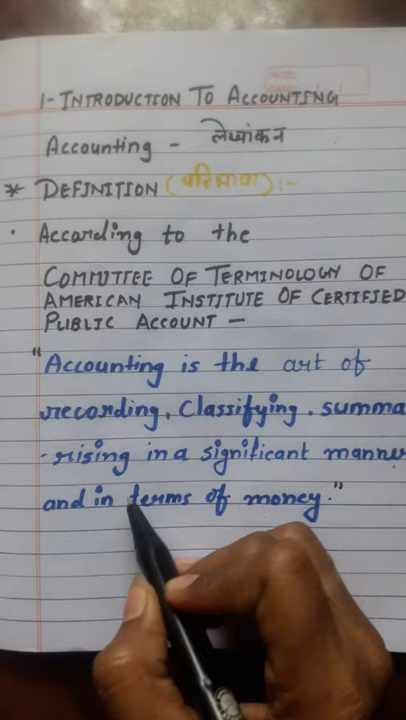 PAGE:
DATE:
1-INTRODUCTION TO ACCOUNTING
Accounting - लेखांकन
* DEFINITION (परिभाषा) :-
· According to the
COMMITTEE OF TERMINOLOGY OF
AMERICAN INSTITUTE OF CERTIFIED
PUBLIC ACCOUNT -
"Accounting is the art of
recording, Classifying, summa
-rising in a significant manner
and in terms of money."